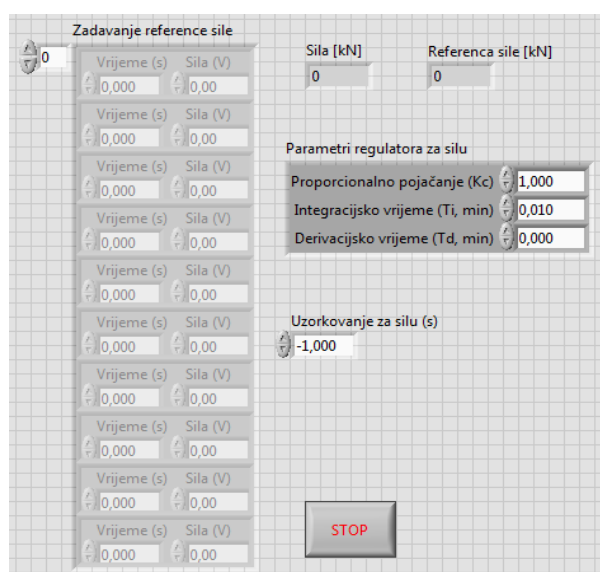 Zadavanje reference sile
0
Vrijeme (s) Sila (V)
0,000 0,00
Vrijeme (s) Sila (V)
0,000 0,00
Vrijeme (s) Sila (V)
0,000 0,00
Vrijeme (s) Sila (V)
0,000 0,00
Vrijeme (s) Sila (V)
0,000 0,00
Vrijeme (s) Sila (V)
0,000 0,00
Vrijeme (s) Sila (V)
0,000 0,00
Vrijeme (s) Sila (V)
0,000 0,00
Vrijeme (s) Sila (V)
0,000 0,00
Vrijeme (s) Sila (V)
0,000 0,00
Sila [kN] Referenca sile [kN]
0 0
Parametri regulatora za silu
Proporcionalno pojačanje (Kc) 1,000
Integracijsko vrijeme (Ti, min) 0,010
Derivacijsko vrijeme (Td, min) 0,000
Uzorkovanje za silu (s)
-1,000
STOP